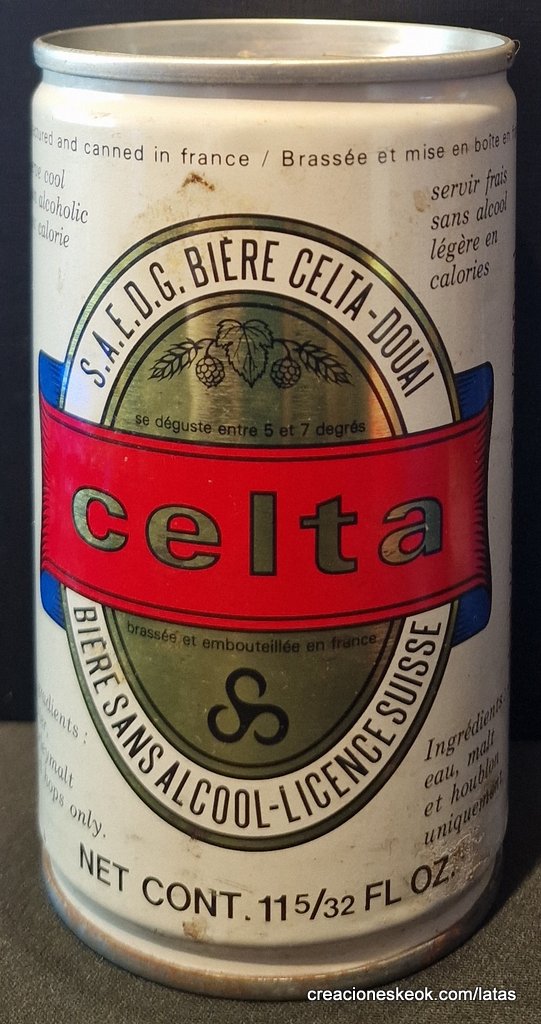 and canned in france / Brassée et mise en boîte en
cool
alcoholic
calorie
servir frais
sans alcool
légère en
calories
S.A.E.D.G. BIÈRE CELTA-DOUAI
se déguste entre 5 et 7 degrés
celta
brassée et embouteillée en france
BIÈRE SANS ALCOOL-LICENCE SUISSE
malt
hops only.
Ingrédients:
eau, malt
et houblon
uniquement
NET CONT. 11 5/32 FL OZ.
creacioneskeok.com/latas